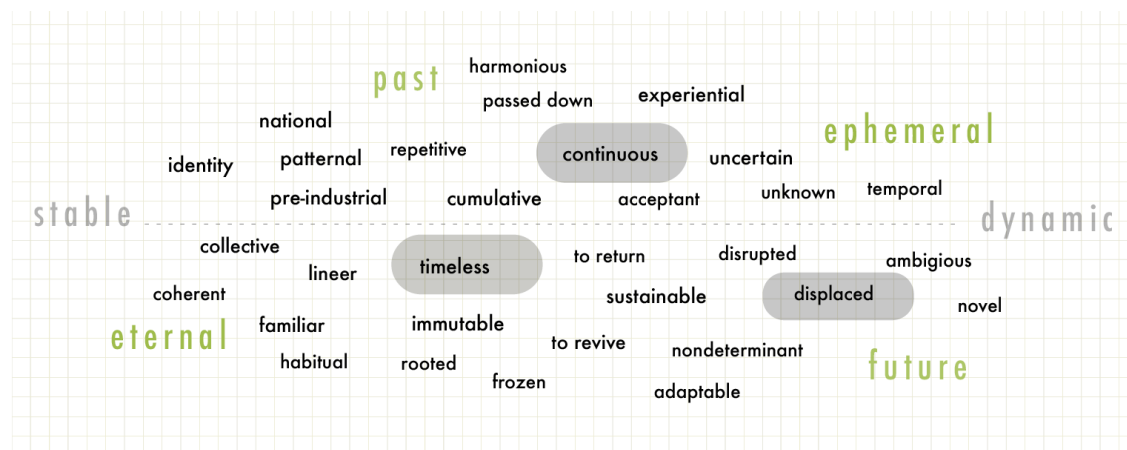 harmonious
past
passed down
experiential
national
ephemeral
repetitive
continuous
uncertain
identity
patternal
pre-industrial
cumulative
acceptant
unknown
temporal
stable
dynamic
collective
to return
disrupted
ambigious
lineer
timeless
coherent
sustainable
displaced
novel
eternal
familiar
immutable
to revive
nondeterminant
future
habitual
rooted
frozen
adaptable